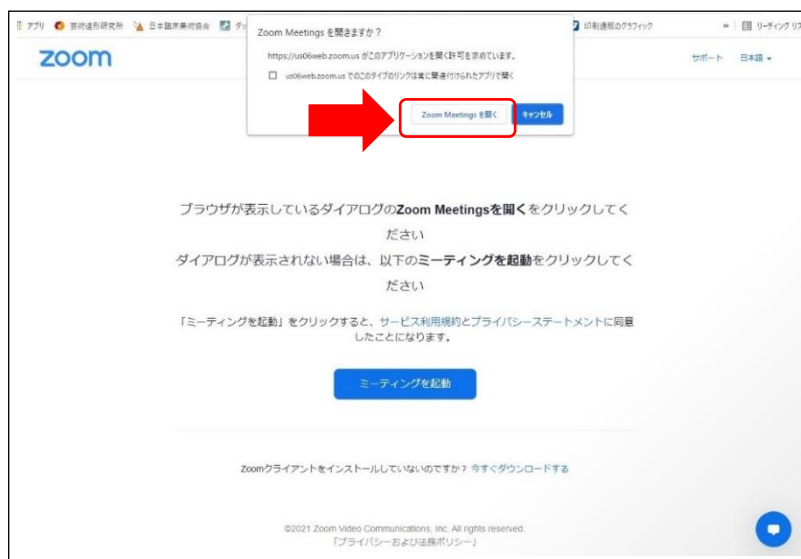 アプリ 芸術造形研究所 日本臨床美術協会 印刷通販のグラフィック » リーディングリス
Zoom Meetings を開きますか？
https://us06web.zoom.us がこのアプリケーションを開く許可を求めています。
us06web.zoom.us でのこのタイプのリンクは常に関連付けられたアプリで開く
Zoom Meetings を開く キャンセル
zoom サポート 日本語
ブラウザが表示しているダイアログのZoom Meetingsを開くをクリックしてく
ださい
ダイアログが表示されない場合は、以下のミーティングを起動をクリックしてく
ださい
「ミーティングを起動」をクリックすると、サービス利用規約とプライバシーステートメントに同意
したことになります。
ミーティングを起動
Zoomクライアントをインストールしていないのですか？ 今すぐダウンロードする
©2021 Zoom Video Communications, Inc. All rights reserved.
「プライバシーおよび法務ポリシー」